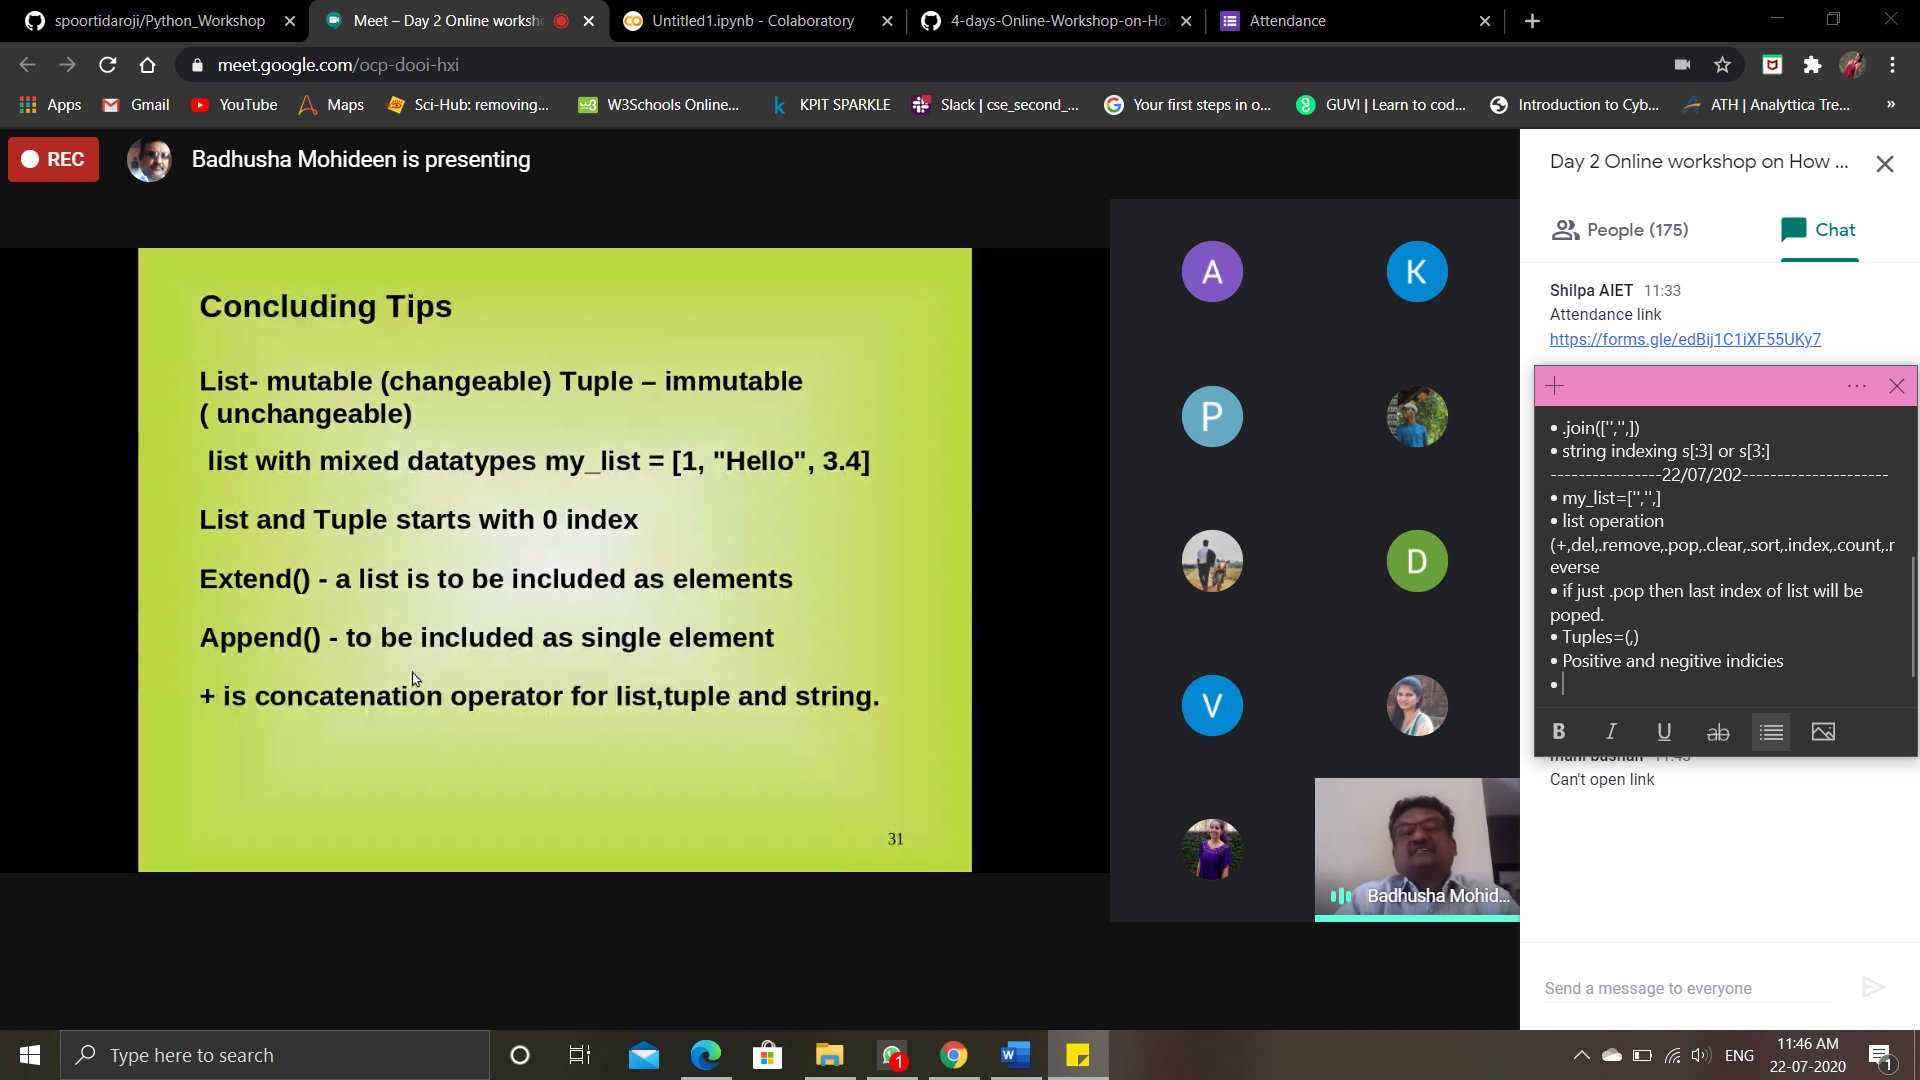 spoortidaroji/Python_Workshop
Meet – Day 2 Online worksh
Untitled1.ipynb - Colaboratory
4-days-Online-Workshop-on-Ho
Attendance
meet.google.com/ocp-dooi-hxi
Apps
Gmail
YouTube
Maps
Sci-Hub: removing...
W3Schools Online...
KPIT SPARKLE
Slack | cse_second_...
Your first steps in o...
GUVI | Learn to cod...
Introduction to Cyb...
ATH | Analyttica Tre...
»
REC
Badhusha Mohideen is presenting
Concluding Tips
List- mutable (changeable) Tuple – immutable
( unchangeable)
list with mixed datatypes my_list = [1, "Hello", 3.4]
List and Tuple starts with 0 index
Extend() - a list is to be included as elements
Append() - to be included as single element
+ is concatenation operator for list,tuple and string.
31
A
K
P
D
V
Badhusha Mohid...
Day 2 Online workshop on How ...
People (175)
Chat
Shilpa AIET 11:33
Attendance link
https://forms.gle/edBij1C1iXF55UKy7
• .join(['','',])
• string indexing s[:3] or s[3:]
----------------22/07/202---------------------
• my_list=['','',]
• list operation
(+,del,.remove,.pop,.clear,.sort,.index,.count,.r
everse
• if just .pop then last index of list will be
poped.
• Tuples=(,)
• Positive and negitive indicies
•
B I U ab
Can't open link
Send a message to everyone
Type here to search
1
ENG
11:46 AM
22-07-2020
1